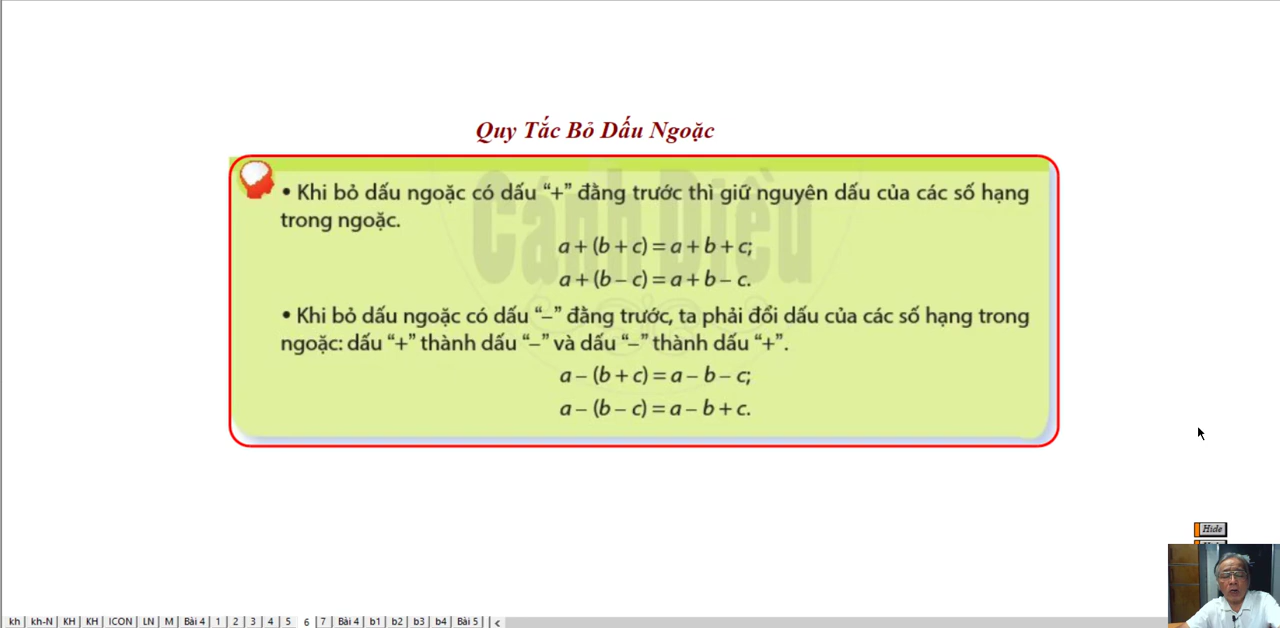 Quy Tắc Bỏ Dấu Ngoặc
• Khi bỏ dấu ngoặc có dấu “+” đằng trước thì giữ nguyên dấu của các số hạng
trong ngoặc.
a + (b + c) = a + b + c;
a + (b – c) = a + b – c.
• Khi bỏ dấu ngoặc có dấu “–” đằng trước, ta phải đổi dấu của các số hạng trong
ngoặc: dấu “+” thành dấu “–” và dấu “–” thành dấu “+”.
a – (b + c) = a – b – c;
a – (b – c) = a – b + c.
Cánh Diều
Hide
kh | kh-N | KH | KH | ICON | LN | M | Bài 4 | 1 | 2 | 3 | 4 | 5 6 | 7 | Bài 4 | b1 | b2 | b3 | b4 | Bài 5 | | <